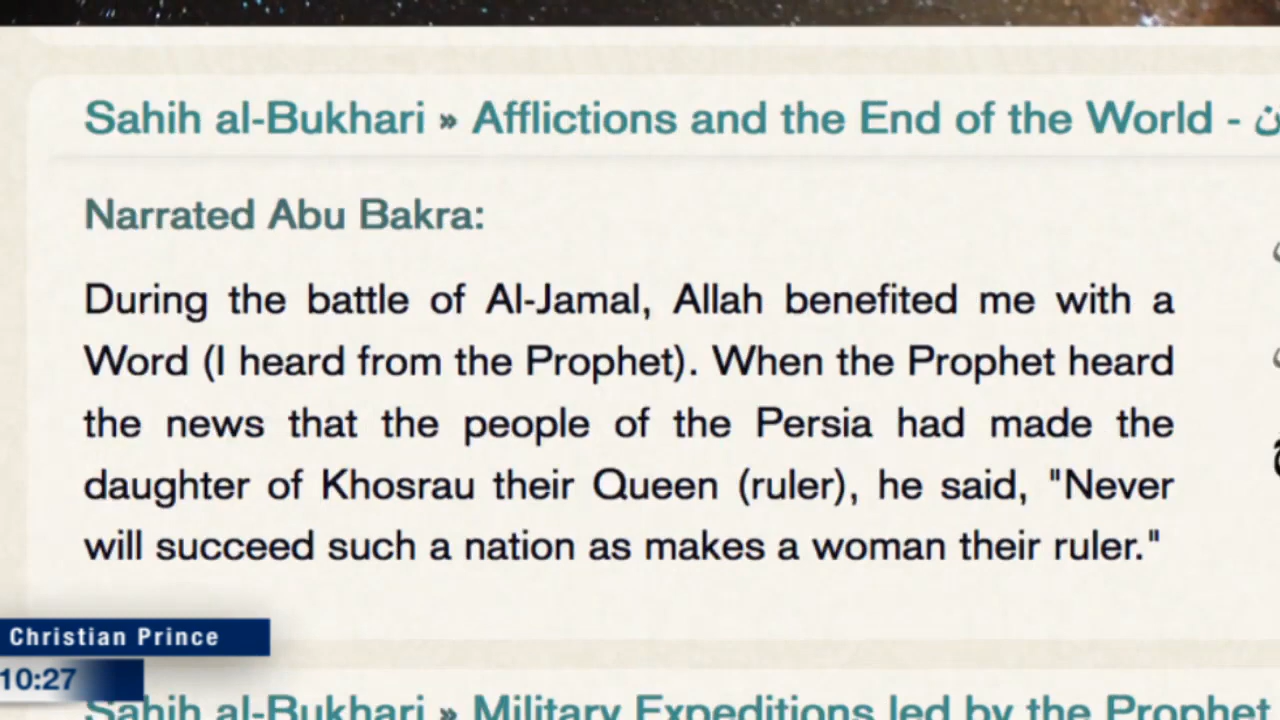 Sahih al-Bukhari » Afflictions and the End of the World -
Narrated Abu Bakra:
During the battle of Al-Jamal, Allah benefited me with a
Word (I heard from the Prophet). When the Prophet heard
the news that the people of the Persia had made the
daughter of Khosrau their Queen (ruler), he said, "Never
will succeed such a nation as makes a woman their ruler."
Christian Prince
10:27
Sahih al-Bukhari » Military Expeditions led by the Prophet